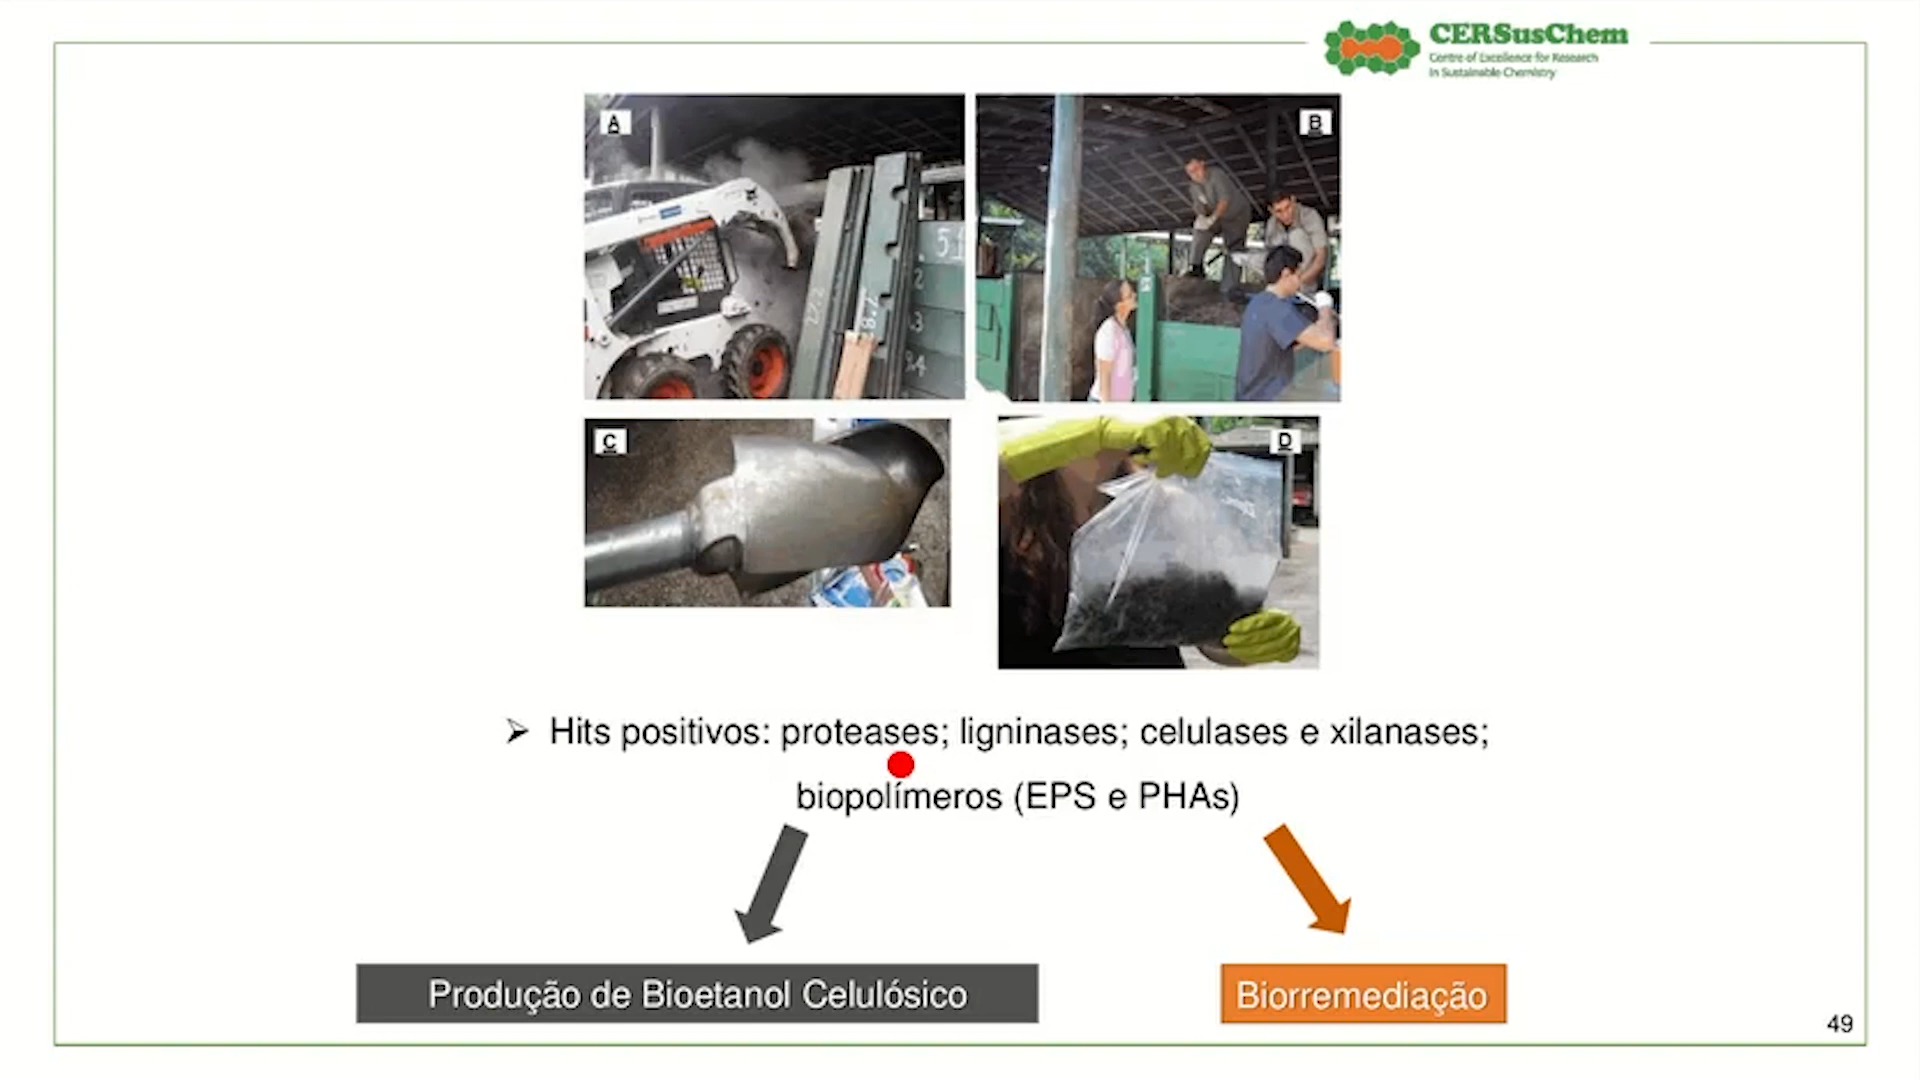 CERSusChem
Centre of Excellence for Research
in Sustainable Chemistry
A
B
C
D
➢ Hits positivos: proteases; ligninases; celulases e xilanases;
biopolímeros (EPS e PHAs)
Produção de Bioetanol Celulósico
Biorremediação
49